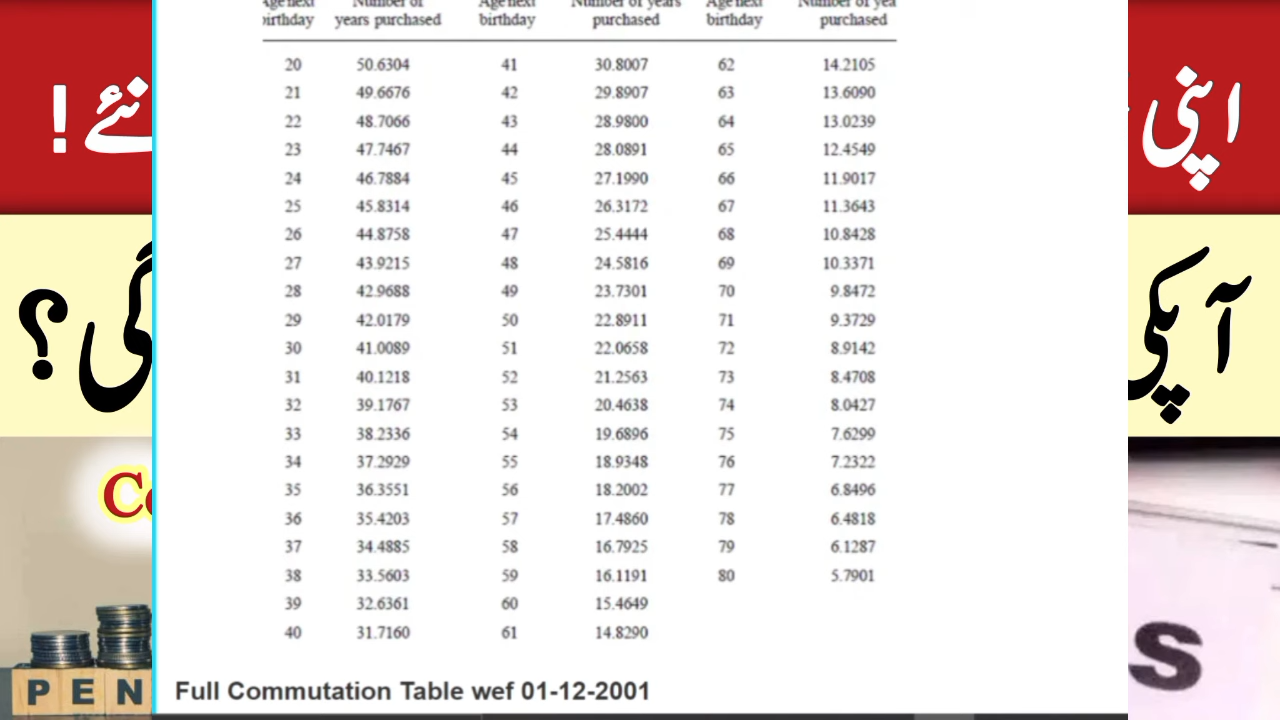 Age next Number of Age next Number of years Age next Number of yea
birthday years purchased birthday purchased birthday purchased
20 50.6304 41 30.8007 62 14.2105
21 49.6676 42 29.8907 63 13.6090
22 48.7066 43 28.9800 64 13.0239
23 47.7467 44 28.0891 65 12.4549
24 46.7884 45 27.1990 66 11.9017
25 45.8314 46 26.3172 67 11.3643
26 44.8758 47 25.4444 68 10.8428
27 43.9215 48 24.5816 69 10.3371
28 42.9688 49 23.7301 70 9.8472
29 42.0179 50 22.8911 71 9.3729
30 41.0089 51 22.0658 72 8.9142
31 40.1218 52 21.2563 73 8.4708
32 39.1767 53 20.4638 74 8.0427
33 38.2336 54 19.6896 75 7.6299
34 37.2929 55 18.9348 76 7.2322
35 36.3551 56 18.2002 77 6.8496
36 35.4203 57 17.4860 78 6.4818
37 34.4885 58 16.7925 79 6.1287
38 33.5603 59 16.1191 80 5.7901
39 32.6361 60 15.4649
40 31.7160 61 14.8290
Full Commutation Table wef 01-12-2001
اپنی
آپکی
گی؟
PEN
S